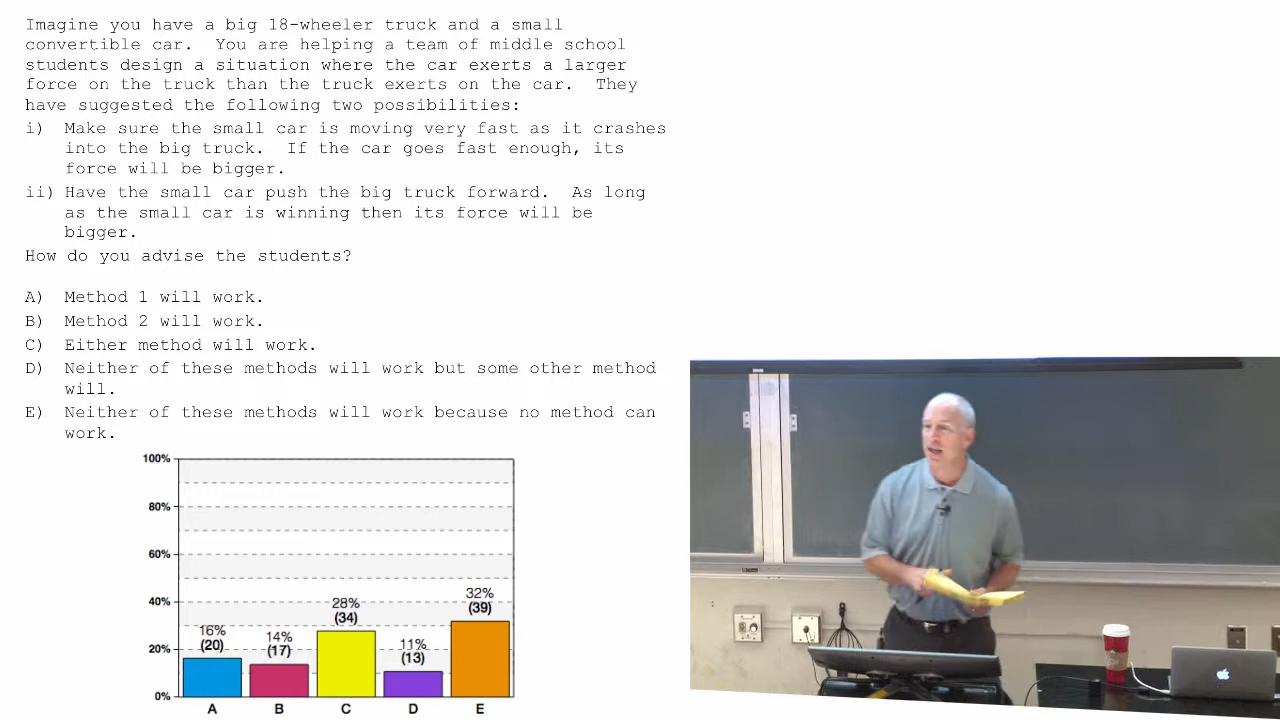 Imagine you have a big 18-wheeler truck and a small
convertible car. You are helping a team of middle school
students design a situation where the car exerts a larger
force on the truck than the truck exerts on the car. They
have suggested the following two possibilities:
i) Make sure the small car is moving very fast as it crashes
into the big truck. If the car goes fast enough, its
force will be bigger.
ii) Have the small car push the big truck forward. As long
as the small car is winning then its force will be
bigger.
How do you advise the students?
A) Method 1 will work.
B) Method 2 will work.
C) Either method will work.
D) Neither of these methods will work but some other method
will.
E) Neither of these methods will work because no method can
work.
100%
80%
60%
40%
20%
0%
16%
(20)
14%
(17)
28%
(34)
11%
(13)
32%
(39)
A B C D E